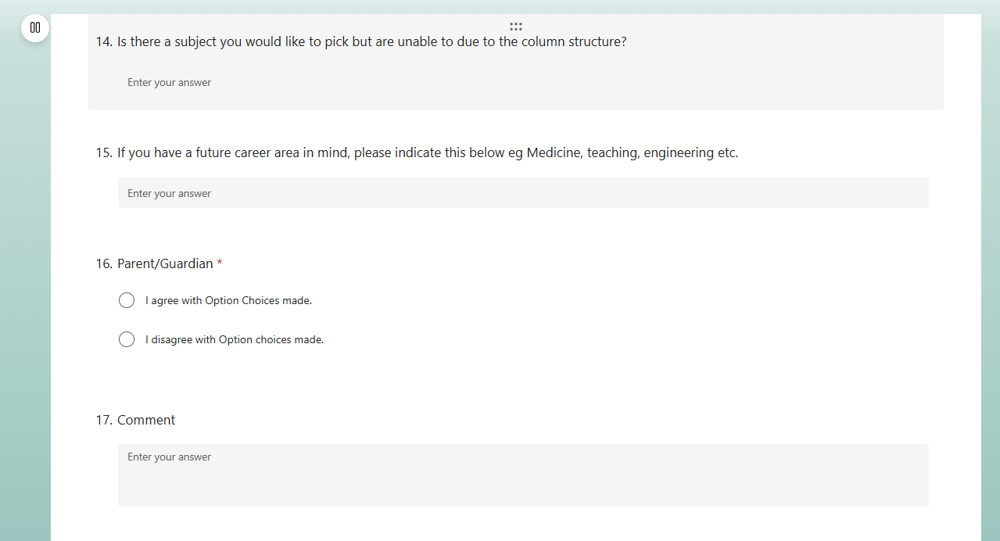 14. Is there a subject you would like to pick but are unable to due to the column structure?
Enter your answer
15. If you have a future career area in mind, please indicate this below eg Medicine, teaching, engineering etc.
Enter your answer
16. Parent/Guardian *
I agree with Option Choices made.
I disagree with Option choices made.
17. Comment
Enter your answer